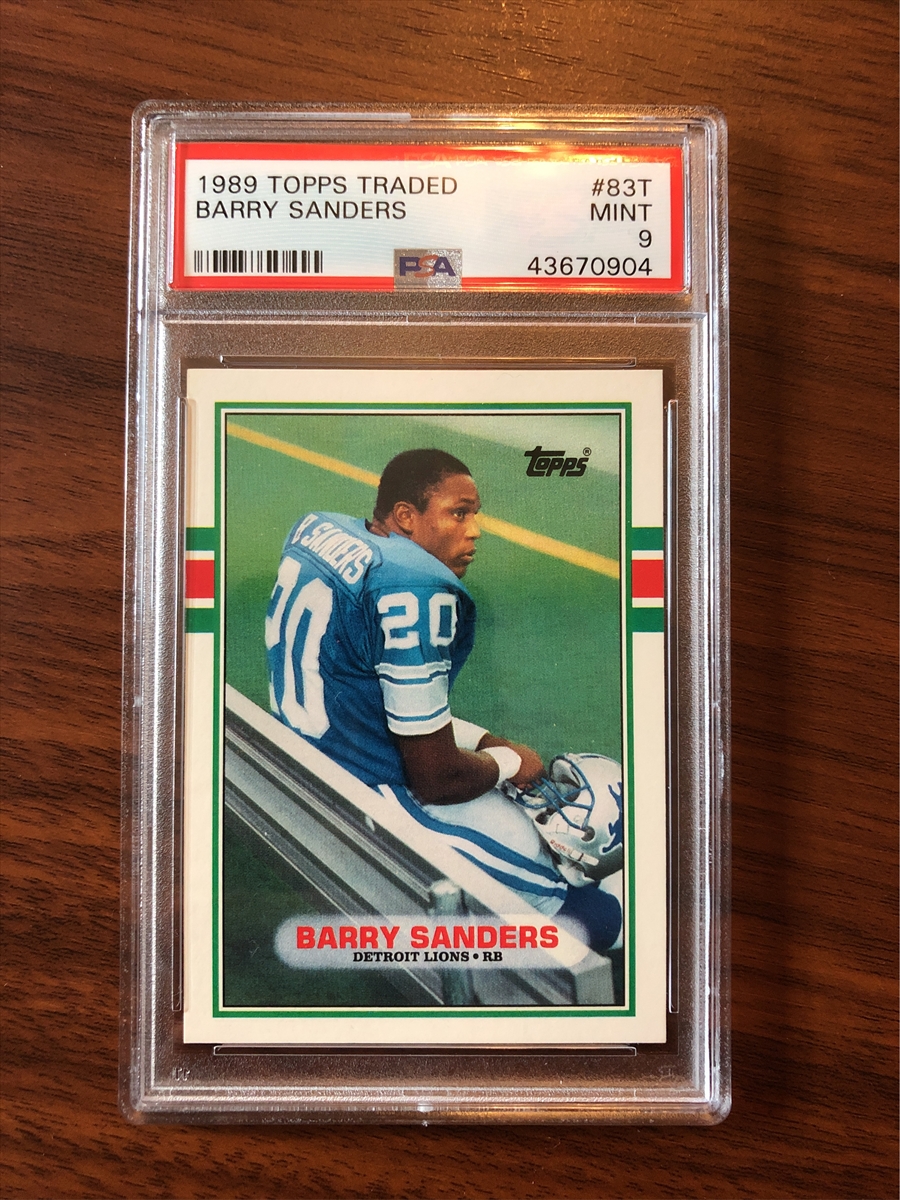 1989 TOPPS TRADED
#83T
BARRY SANDERS
MINT
9
PSA
43670904
topps®
SANDERS
20
20
BARRY SANDERS
DETROIT LIONS • RB